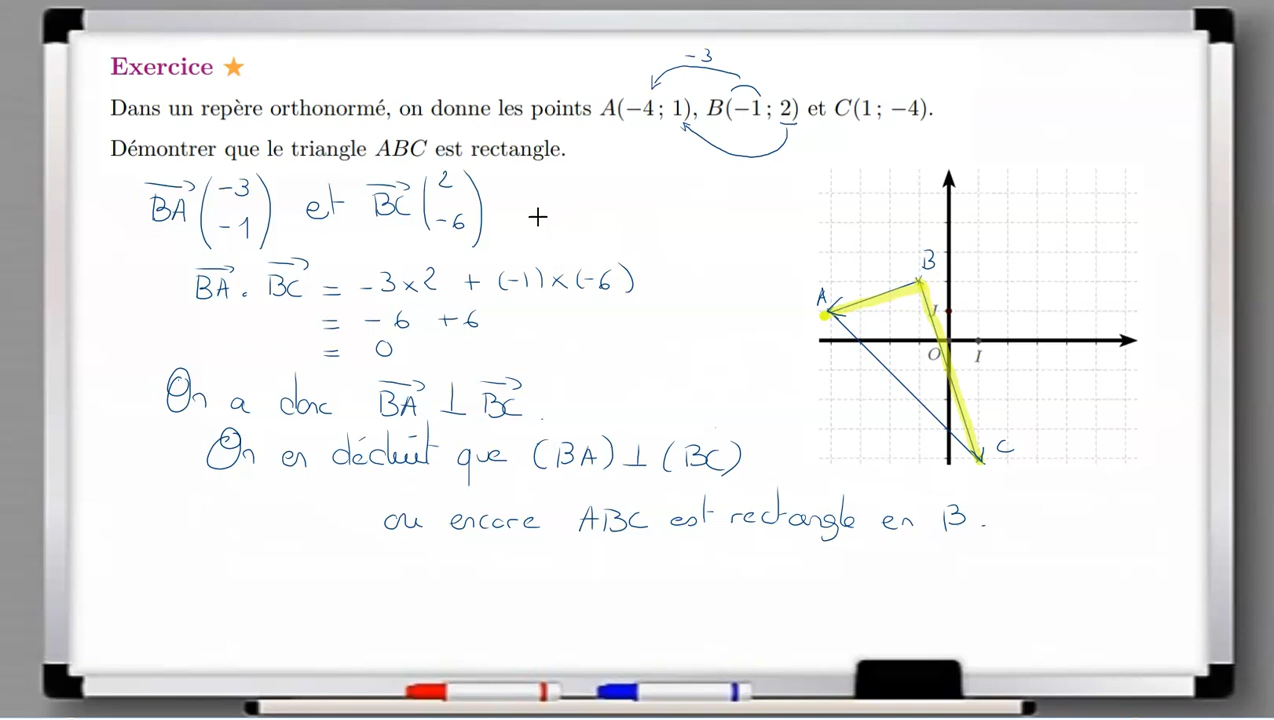 Exercice ★
-3
Dans un repère orthonormé, on donne les points A(−4 ; 1), B(−1 ; 2) et C(1 ; −4).
Démontrer que le triangle ABC est rectangle.
BA (-3 -1) et BC (2 -6)
BA . BC = -3×2 + (-1)×(-6)
= -6 +6
= 0
On a donc BA ⊥ BC.
On en déduit que (BA) ⊥ (BC)
ou encore ABC est rectangle en B.
B
A
J
O
I
C